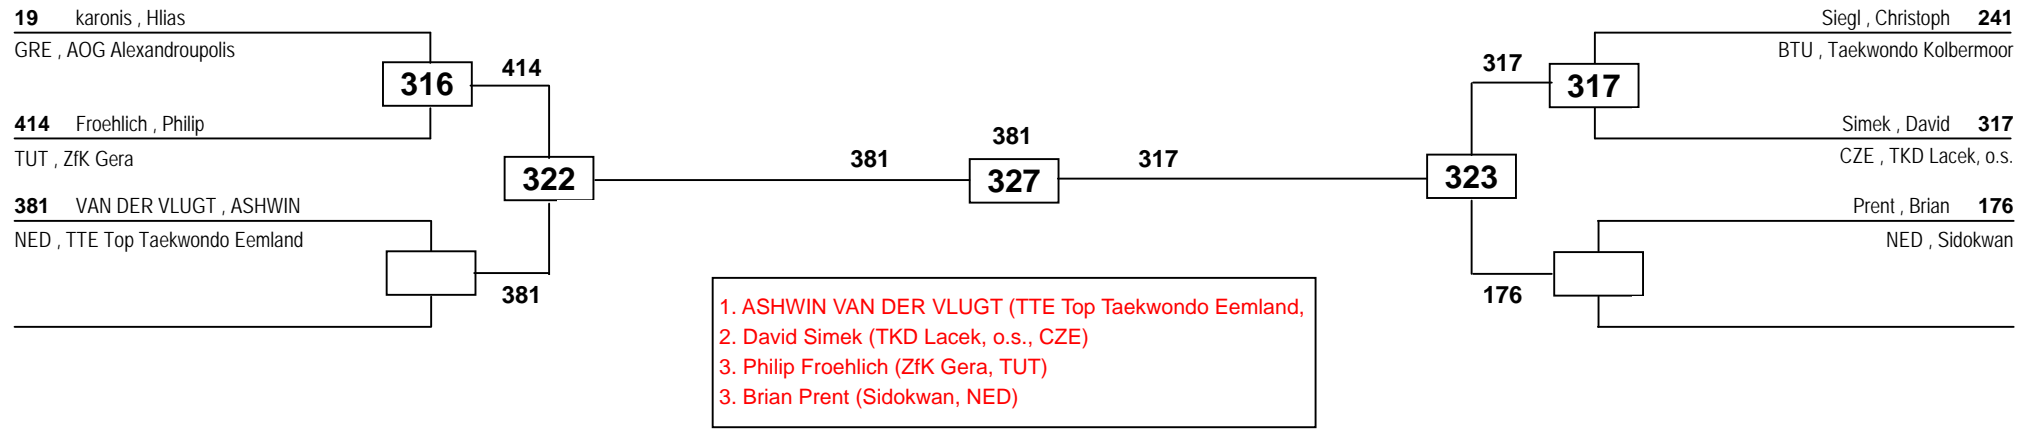 19 karonis , Hlias
GRE , AOG Alexandroupolis
316
414
414 Froehlich , Philip
TUT , ZfK Gera
322
381 VAN DER VLUGT , ASHWIN
NED , TTE Top Taekwondo Eemland
381
381
381
327
317
Siegl , Christoph 241
BTU , Taekwondo Kolbermoor
317
317
Simek , David 317
CZE , TKD Lacek, o.s.
323
Prent , Brian 176
NED , Sidokwan
176
1. ASHWIN VAN DER VLUGT (TTE Top Taekwondo Eemland,
2. David Simek (TKD Lacek, o.s., CZE)
3. Philip Froehlich (ZfK Gera, TUT)
3. Brian Prent (Sidokwan, NED)